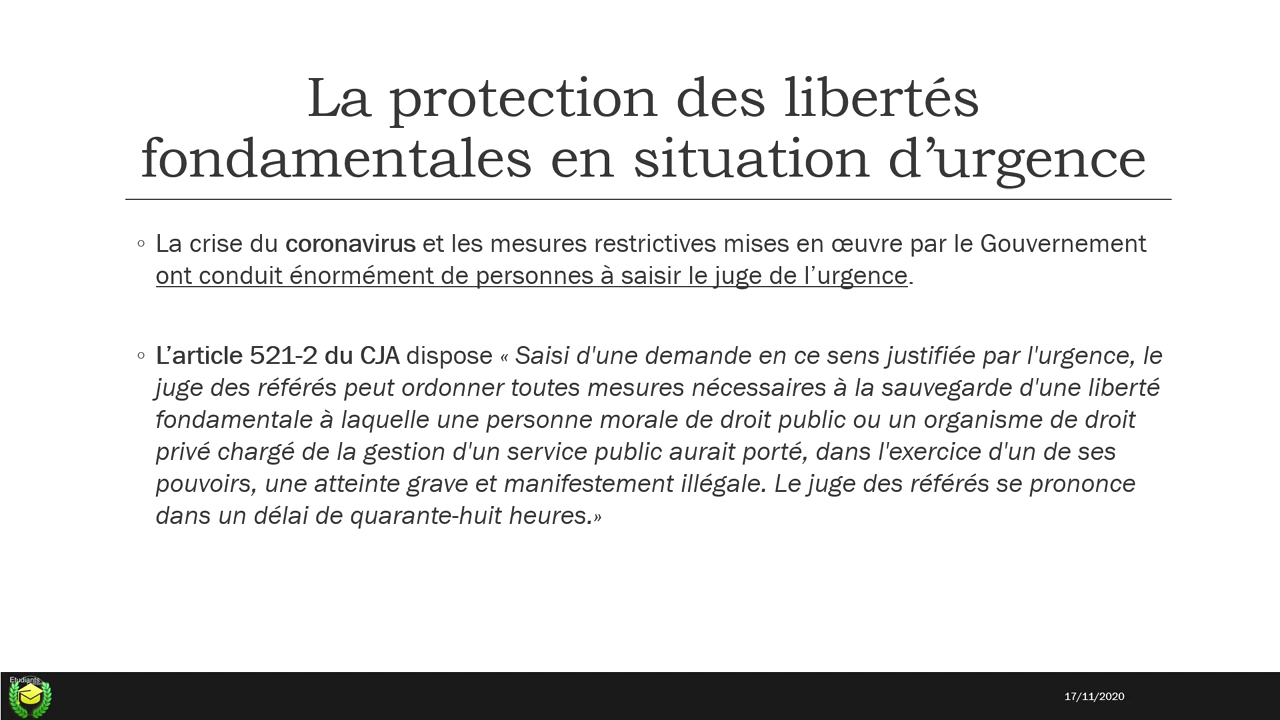 La protection des libertés
fondamentales en situation d’urgence
◦ La crise du coronavirus et les mesures restrictives mises en œuvre par le Gouvernement
ont conduit énormément de personnes à saisir le juge de l’urgence.
◦ L’article 521-2 du CJA dispose « Saisi d'une demande en ce sens justifiée par l'urgence, le
juge des référés peut ordonner toutes mesures nécessaires à la sauvegarde d'une liberté
fondamentale à laquelle une personne morale de droit public ou un organisme de droit
privé chargé de la gestion d'un service public aurait porté, dans l'exercice d'un de ses
pouvoirs, une atteinte grave et manifestement illégale. Le juge des référés se prononce
dans un délai de quarante-huit heures.»
Etudiants
17/11/2020